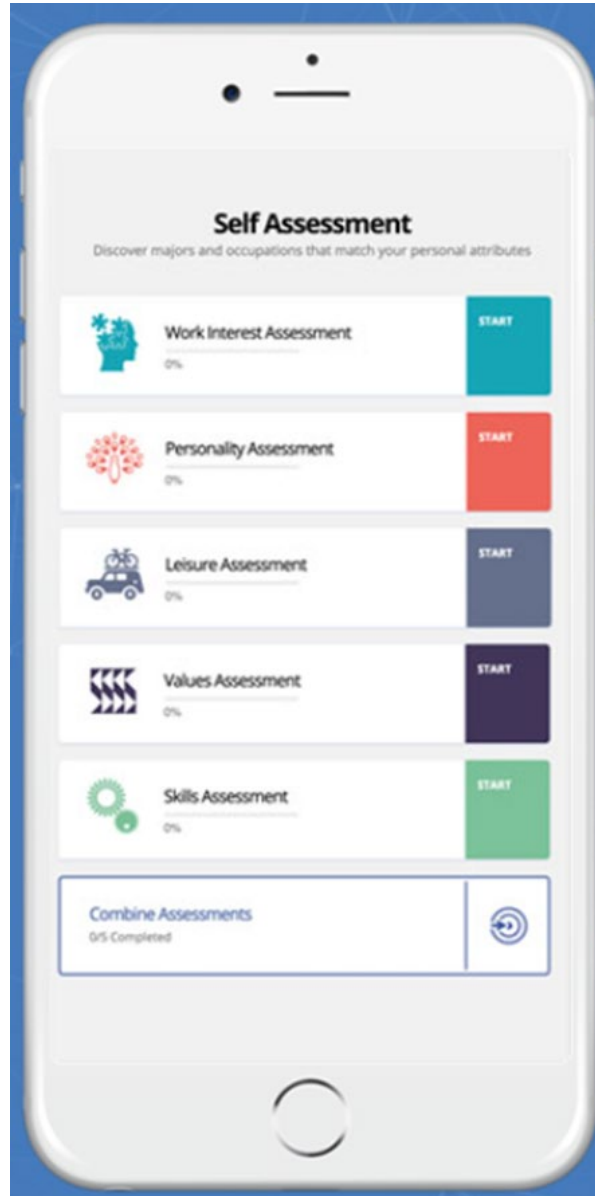 Self Assessment
Discover majors and occupations that match your personal attributes
Work Interest Assessment
START
0%
Personality Assessment
START
0%
Leisure Assessment
START
0%
Values Assessment
START
0%
Skills Assessment
START
0%
Combine Assessments
0/5 Completed